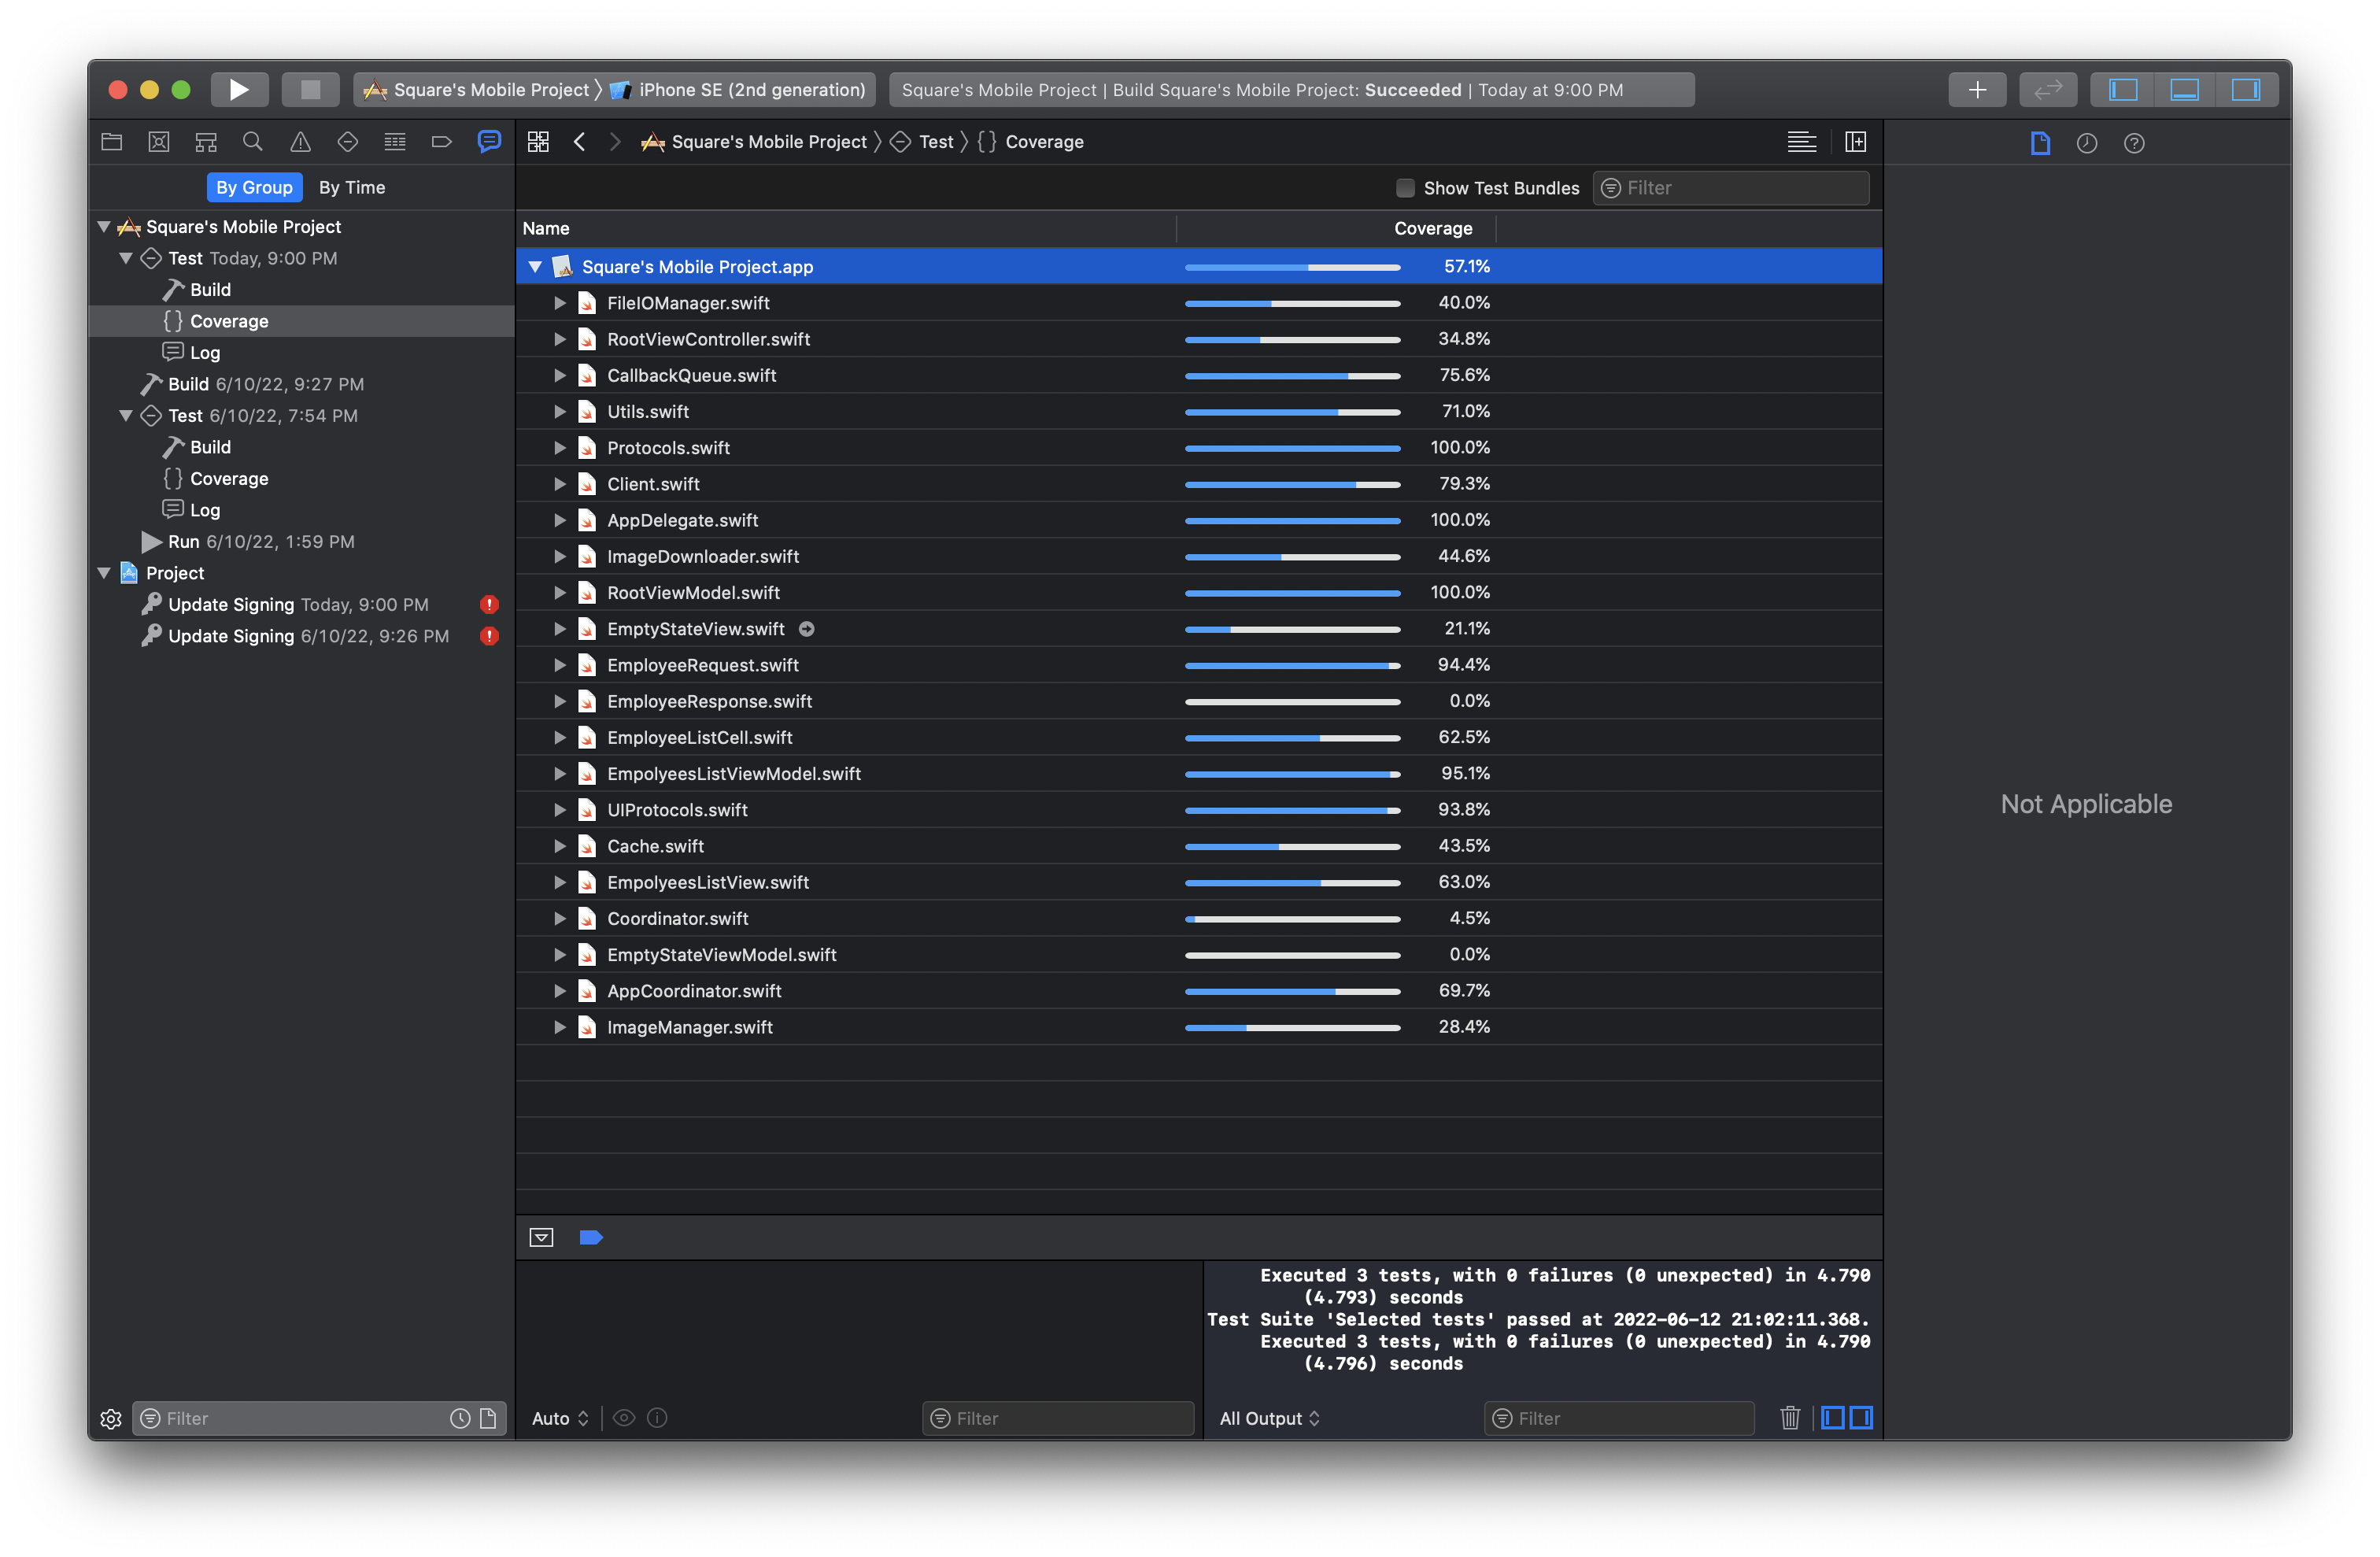 Square's Mobile Project
iPhone SE (2nd generation)
Square's Mobile Project | Build Square's Mobile Project: Succeeded | Today at 9:00 PM
By Group
By Time
Square's Mobile Project
Test Today, 9:00 PM
Build
Coverage
Log
Build 6/10/22, 9:27 PM
Test 6/10/22, 7:54 PM
Build
Coverage
Log
Run 6/10/22, 1:59 PM
Project
Update Signing Today, 9:00 PM
Update Signing 6/10/22, 9:26 PM
Filter
Square's Mobile Project
Test
Coverage
Show Test Bundles
Filter
Name Coverage
Square's Mobile Project.app 57.1%
FileIOManager.swift 40.0%
RootViewController.swift 34.8%
CallbackQueue.swift 75.6%
Utils.swift 71.0%
Protocols.swift 100.0%
Client.swift 79.3%
AppDelegate.swift 100.0%
ImageDownloader.swift 44.6%
RootViewModel.swift 100.0%
EmptyStateView.swift 21.1%
EmployeeRequest.swift 94.4%
EmployeeResponse.swift 0.0%
EmployeeListCell.swift 62.5%
EmpolyeesListViewModel.swift 95.1%
UIProtocols.swift 93.8%
Cache.swift 43.5%
EmpolyeesListView.swift 63.0%
Coordinator.swift 4.5%
EmptyStateViewModel.swift 0.0%
AppCoordinator.swift 69.7%
ImageManager.swift 28.4%
Auto
Filter
Executed 3 tests, with 0 failures (0 unexpected) in 4.790
(4.793) seconds
Test Suite 'Selected tests' passed at 2022-06-12 21:02:11.368.
Executed 3 tests, with 0 failures (0 unexpected) in 4.790
(4.796) seconds
All Output
Filter
Not Applicable